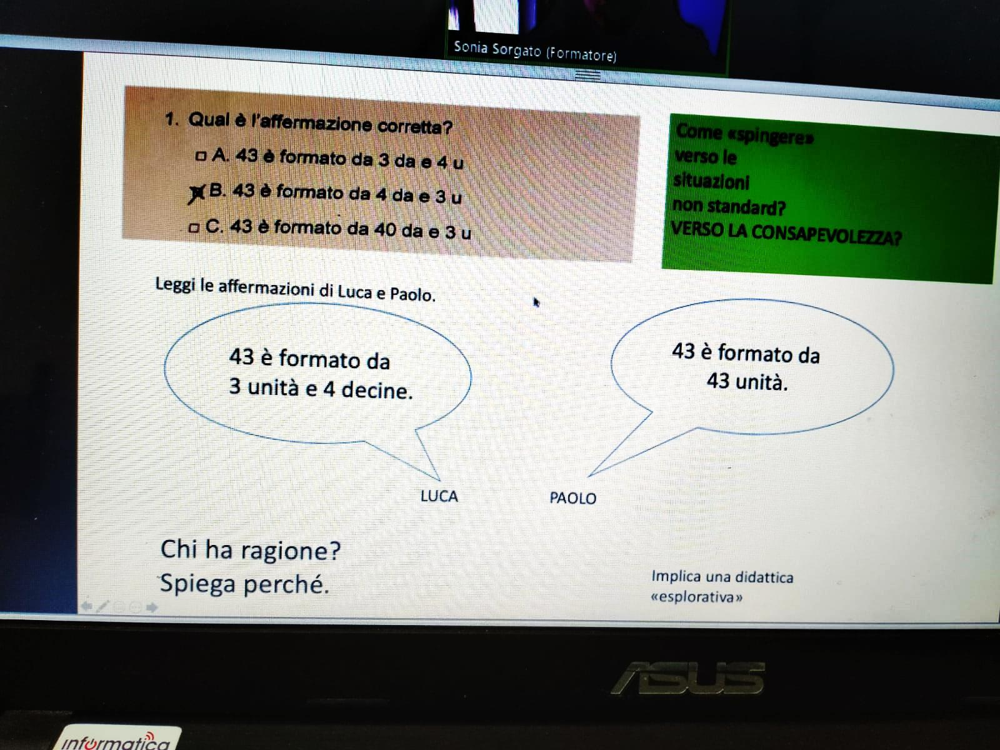 Sonia Sorgato (Formatore)
1. Qual è l'affermazione corretta?
A. 43 è formato da 3 da e 4 u
B. 43 è formato da 4 da e 3 u
C. 43 è formato da 40 da e 3 u
Come «spingere»
verso le
situazioni
non standard?
VERSO LA CONSAPEVOLEZZA?
Leggi le affermazioni di Luca e Paolo.
43 è formato da
3 unità e 4 decine.
LUCA
43 è formato da
43 unità.
PAOLO
Chi ha ragione?
Spiega perché.
Implica una didattica
«esplorativa»
ASUS
informatica